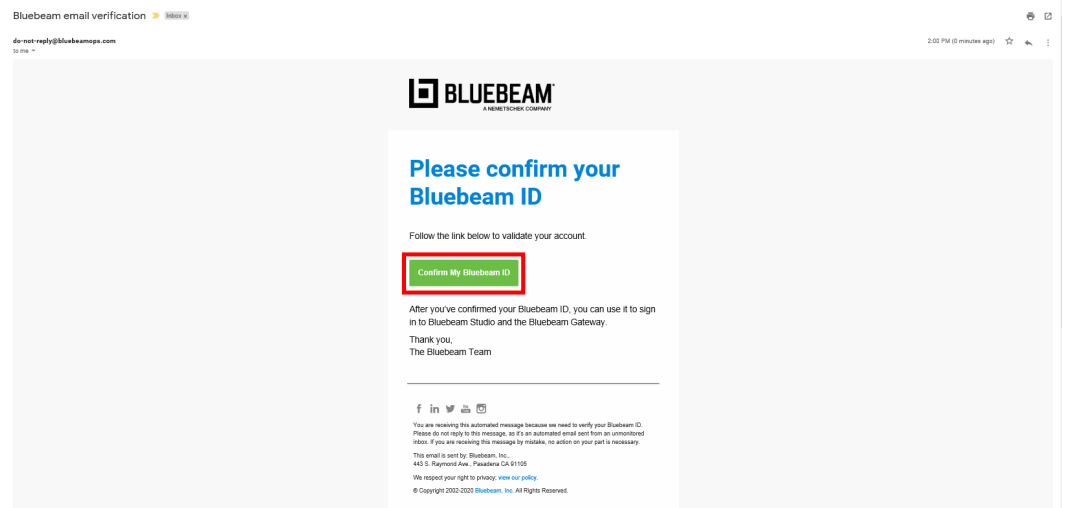 Bluebeam email verification
Inbox x
do-not-reply@bluebeamops.com
2:00 PM (0 minutes ago)
to me
BLUEBEAM
A NEMETSCHEK COMPANY
Please confirm your
Bluebeam ID
Follow the link below to validate your account.
Confirm My Bluebeam ID
After you've confirmed your Bluebeam ID, you can use it to sign
in to Bluebeam Studio and the Bluebeam Gateway.
Thank you,
The Bluebeam Team
You are receiving this automated message because we need to verify your Bluebeam ID.
Please do not reply to this message, as it's an automated email sent from an unmonitored
inbox. If you are receiving this message by mistake, no action on your part is necessary.
This email is sent by: Bluebeam, Inc.,
443 S. Raymond Ave., Pasadena CA 91105
We respect your right to privacy: view our policy.
© Copyright 2002-2020 Bluebeam, Inc. All Rights Reserved.